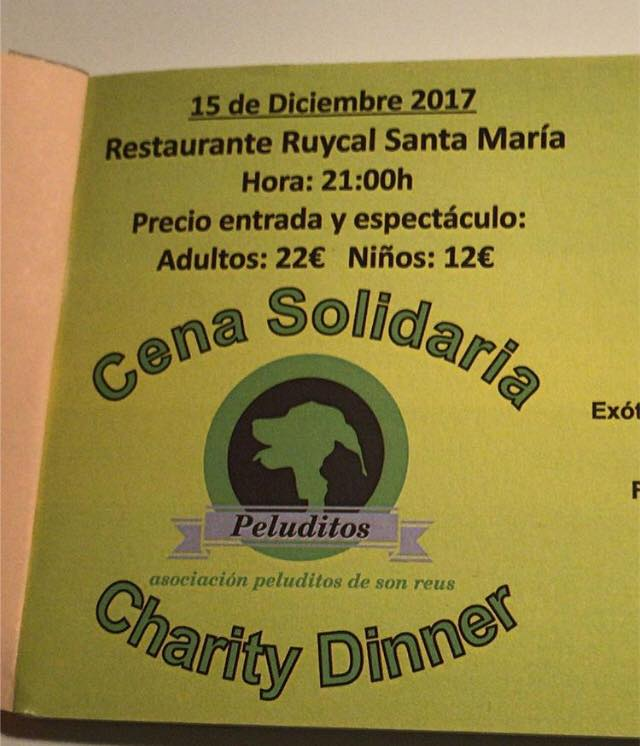 15 de Diciembre 2017
Restaurante Ruycal Santa María
Hora: 21:00h
Precio entrada y espectáculo:
Adultos: 22€ Niños: 12€
Cena Solidaria
Peluditos
asociación peluditos de son reus
Charity Dinner